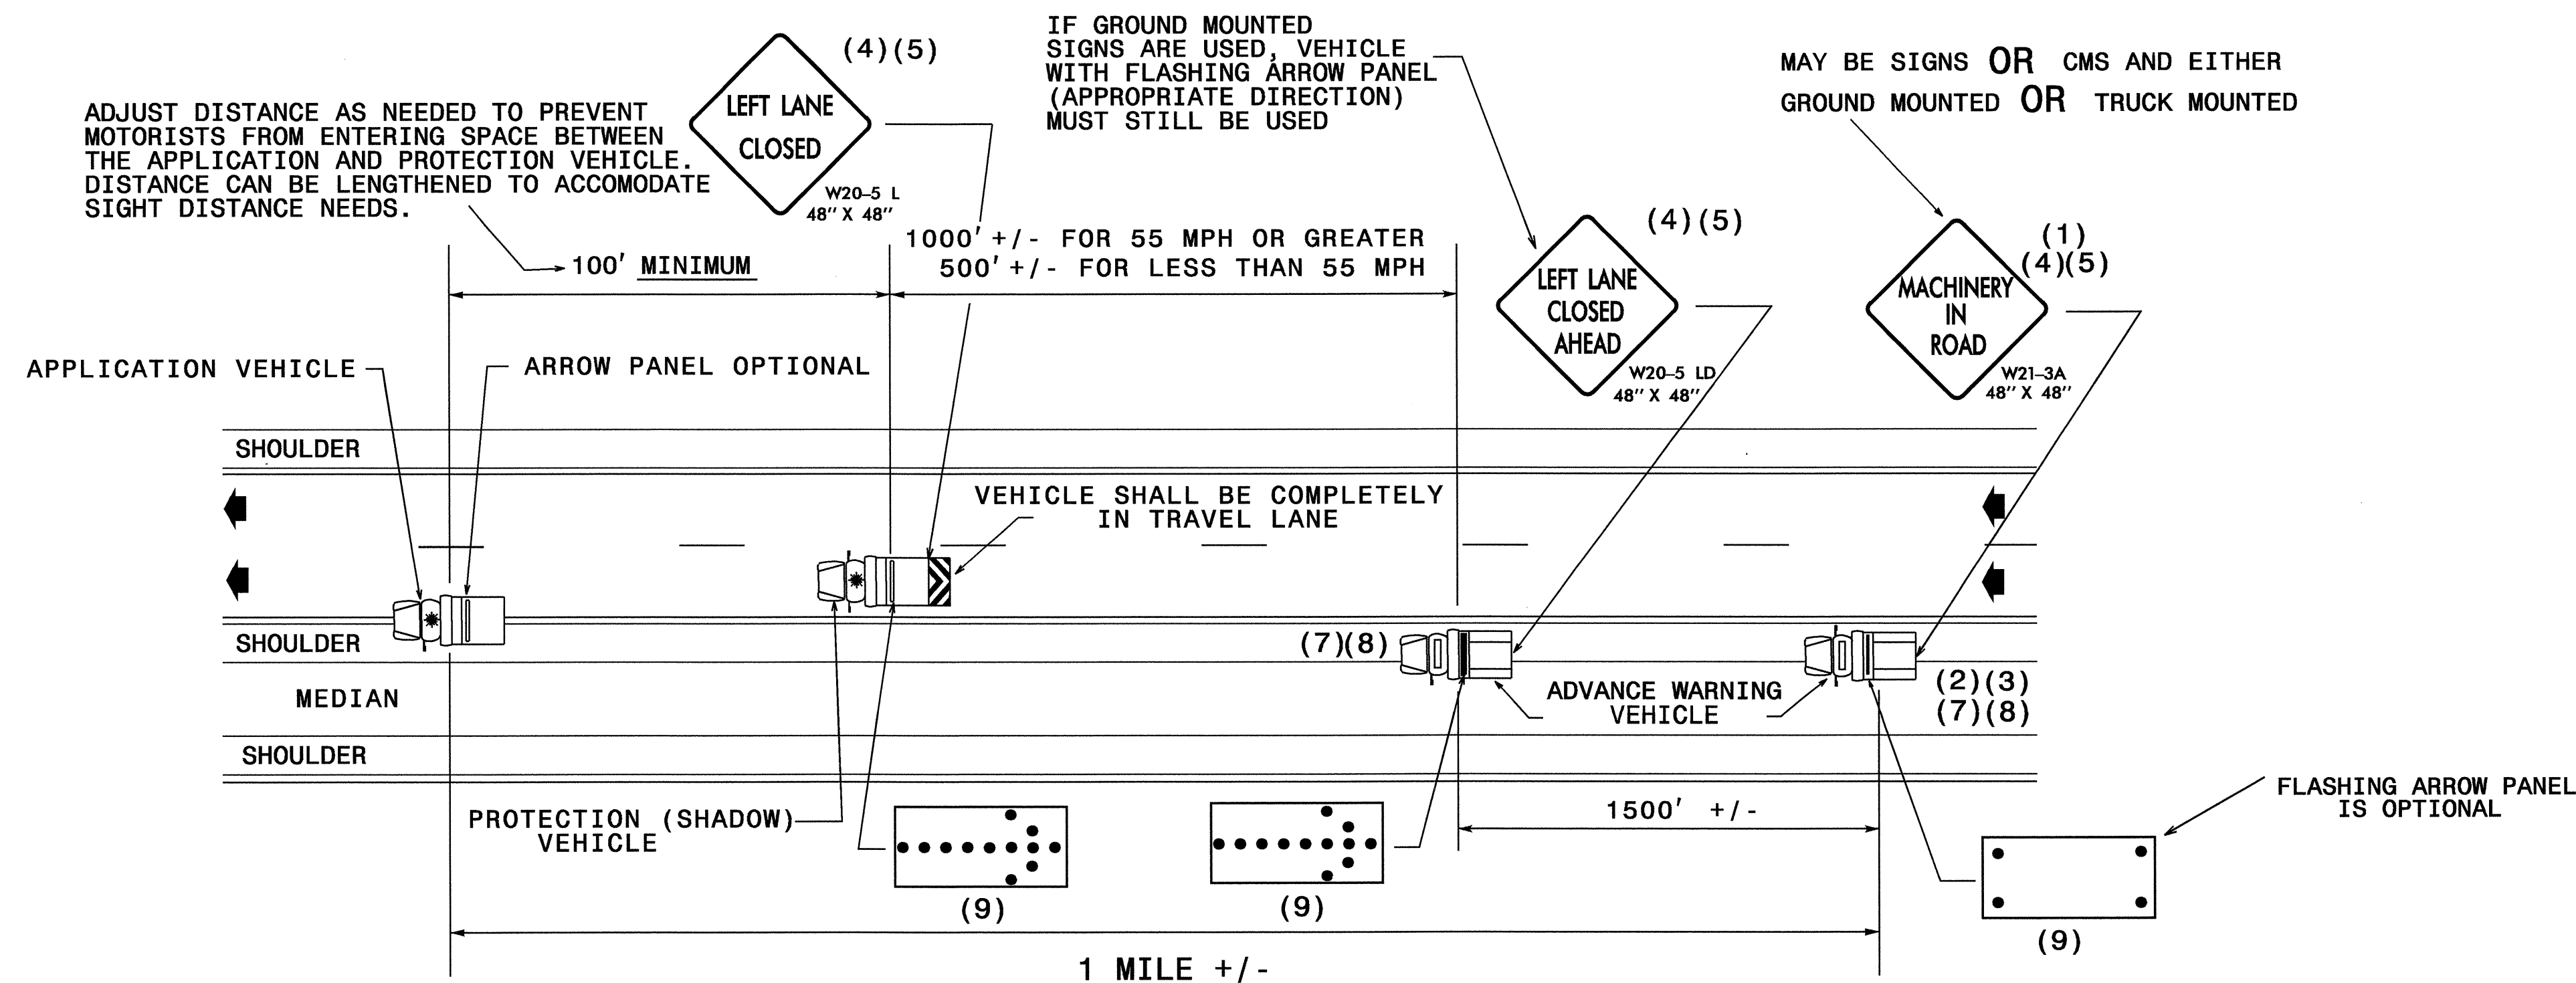 IF GROUND MOUNTED
SIGNS ARE USED, VEHICLE
WITH FLASHING ARROW PANEL
(APPROPRIATE DIRECTION)
MUST STILL BE USED
MAY BE SIGNS OR CMS AND EITHER
GROUND MOUNTED OR TRUCK MOUNTED
ADJUST DISTANCE AS NEEDED TO PREVENT
MOTORISTS FROM ENTERING SPACE BETWEEN
THE APPLICATION AND PROTECTION VEHICLE.
DISTANCE CAN BE LENGTHENED TO ACCOMODATE
SIGHT DISTANCE NEEDS.
LEFT LANE
CLOSED
(4)(5)
W20-5 L
48" X 48"
100' MINIMUM
1000' +/- FOR 55 MPH OR GREATER
500' +/- FOR LESS THAN 55 MPH
LEFT LANE
CLOSED
AHEAD
(4)(5)
W20-5 LD
48" X 48"
MACHINERY
IN
ROAD
(1)
(4)(5)
W21-3A
48" X 48"
APPLICATION VEHICLE
ARROW PANEL OPTIONAL
SHOULDER
VEHICLE SHALL BE COMPLETELY
IN TRAVEL LANE
SHOULDER
(7)(8)
MEDIAN
ADVANCE WARNING
VEHICLE
(2)(3)
(7)(8)
SHOULDER
PROTECTION (SHADOW)
VEHICLE
(9)
(9)
1500' +/-
FLASHING ARROW PANEL
IS OPTIONAL
(9)
1 MILE +/-